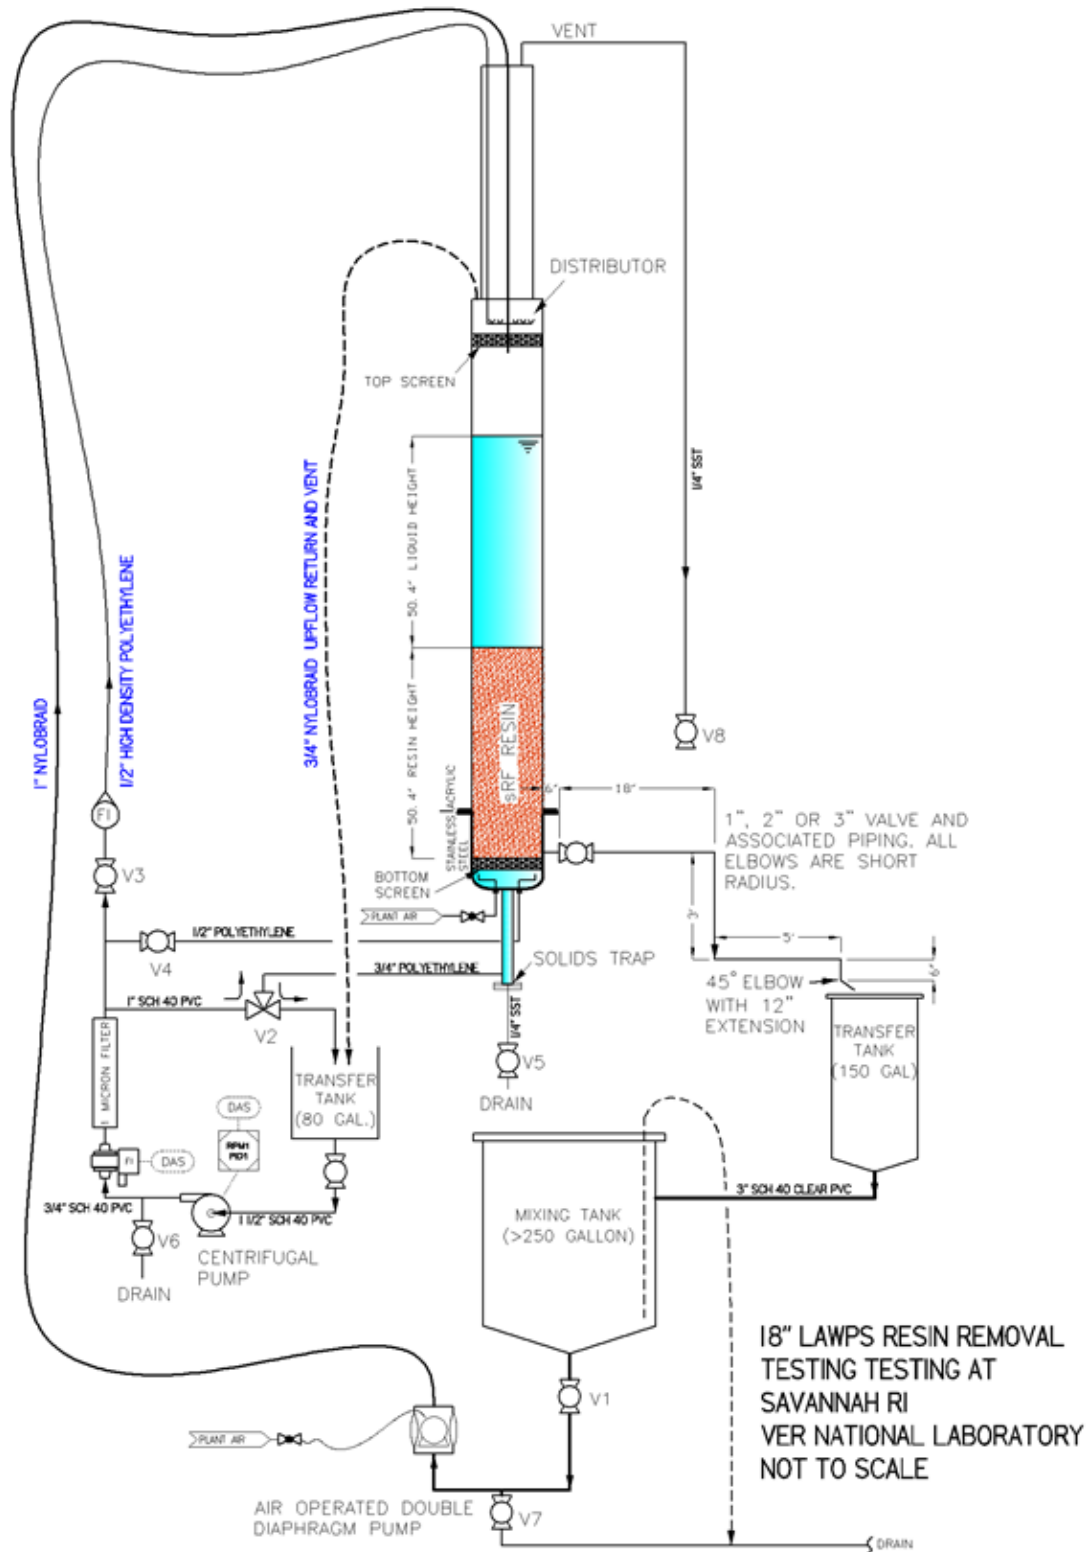 VENT
DISTRIBUTOR
TOP SCREEN
1/4" SST
50.4" LIQUID HEIGHT
3/4" NYLOBRAID UPFLOW RETURN AND VENT
1" NYLOBRAID
1/2" HIGH DENSITY POLYETHYLENE
50.4" RESIN HEIGHT
sRF RESIN
V8
FI
V3
STAINLESS STEEL
ACRYLIC
6"
18"
1", 2" OR 3" VALVE AND
ASSOCIATED PIPING. ALL
ELBOWS ARE SHORT
RADIUS.
BOTTOM
SCREEN
PLANT AIR
3'
5'
6"
1/2" POLYETHYLENE
V4
3/4" POLYETHYLENE
SOLIDS TRAP
45° ELBOW
WITH 12"
EXTENSION
1" SCH 40 PVC
V2
1/4" SST
V5
DRAIN
1 MICRON FILTER
TRANSFER
TANK
(80 GAL.)
TRANSFER
TANK
(150 GAL)
DAS
RPM1
PID1
FI
DAS
3/4" SCH 40 PVC
1 1/2" SCH 40 PVC
V6
CENTRIFUGAL
PUMP
DRAIN
3" SCH 40 CLEAR PVC
MIXING TANK
(>250 GALLON)
V1
18" LAWPS RESIN REMOVAL
TESTING TESTING AT
SAVANNAH RI
VER NATIONAL LABORATORY
NOT TO SCALE
PLANT AIR
AIR OPERATED DOUBLE
DIAPHRAGM PUMP
V7
DRAIN